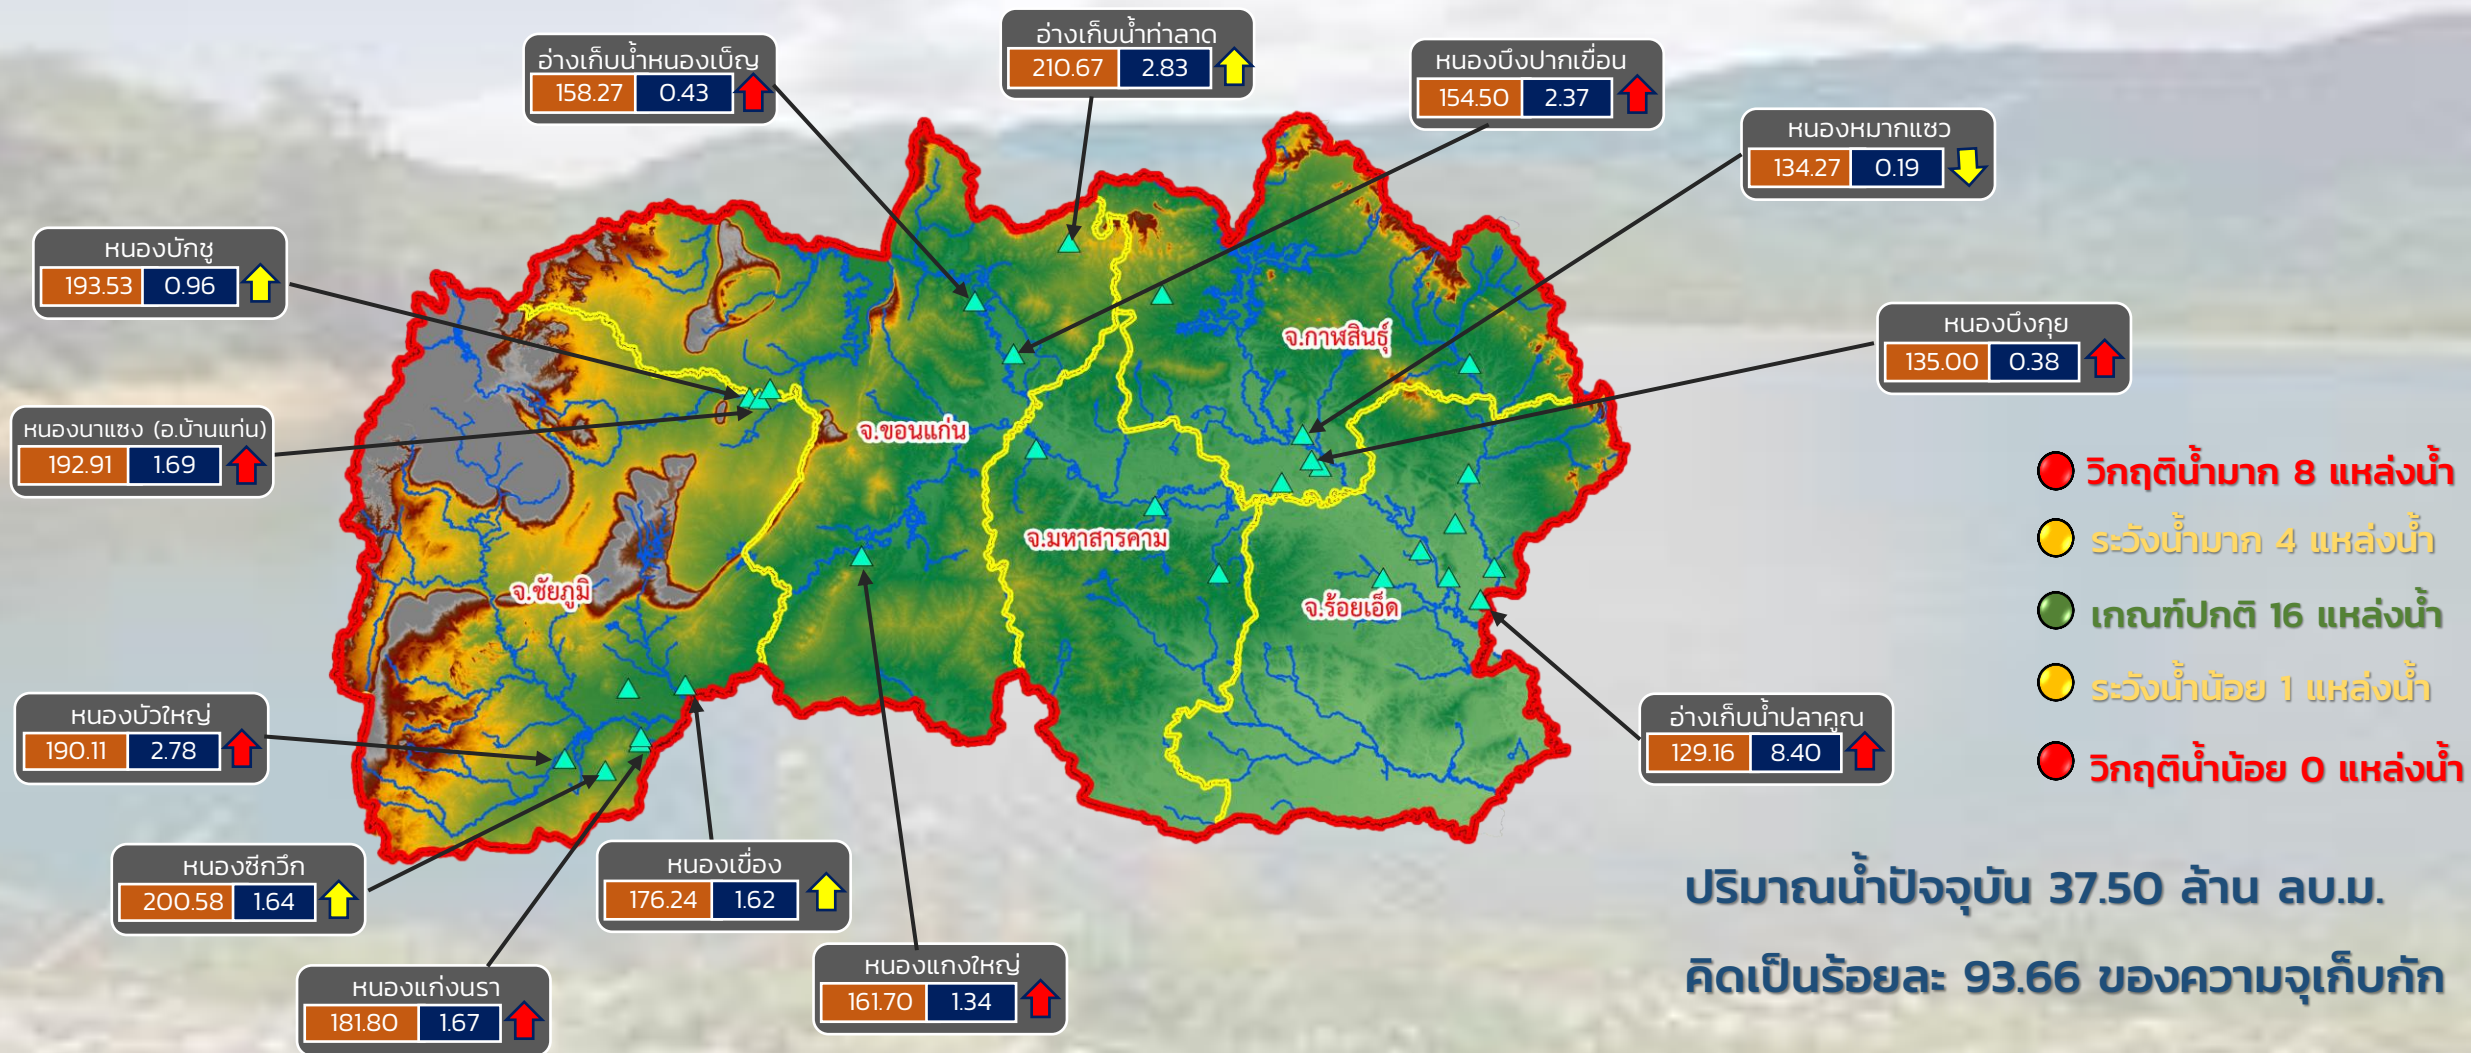 อ่างเก็บน้ำท่าลาด
210.67 2.83
อ่างเก็บน้ำหนองเบ็ญ
158.27 0.43
หนองบึงปากเขื่อน
154.50 2.37
หนองหมากแซว
134.27 0.19
หนองบักชู
193.53 0.96
หนองบึงกุย
135.00 0.38
จ.กาฬสินธุ์
หนองนาแซง (อ.บ้านแท่น)
192.91 1.69
จ.ขอนแก่น
วิกฤติน้ำมาก 8 แหล่งน้ำ
ระวังน้ำมาก 4 แหล่งน้ำ
จ.มหาสารคาม
จ.ชัยภูมิ
จ.ร้อยเอ็ด
เกณฑ์ปกติ 16 แหล่งน้ำ
ระวังน้ำน้อย 1 แหล่งน้ำ
หนองบัวใหญ่
190.11 2.78
อ่างเก็บน้ำปลาคูณ
129.16 8.40
วิกฤติน้ำน้อย 0 แหล่งน้ำ
หนองซีกวึก
200.58 1.64
หนองเขื่อง
176.24 1.62
ปริมาณน้ำปัจจุบัน 37.50 ล้าน ลบ.ม.
หนองแก่งนรา
181.80 1.67
หนองแกงใหญ่
161.70 1.34
คิดเป็นร้อยละ 93.66 ของความจุเก็บกัก